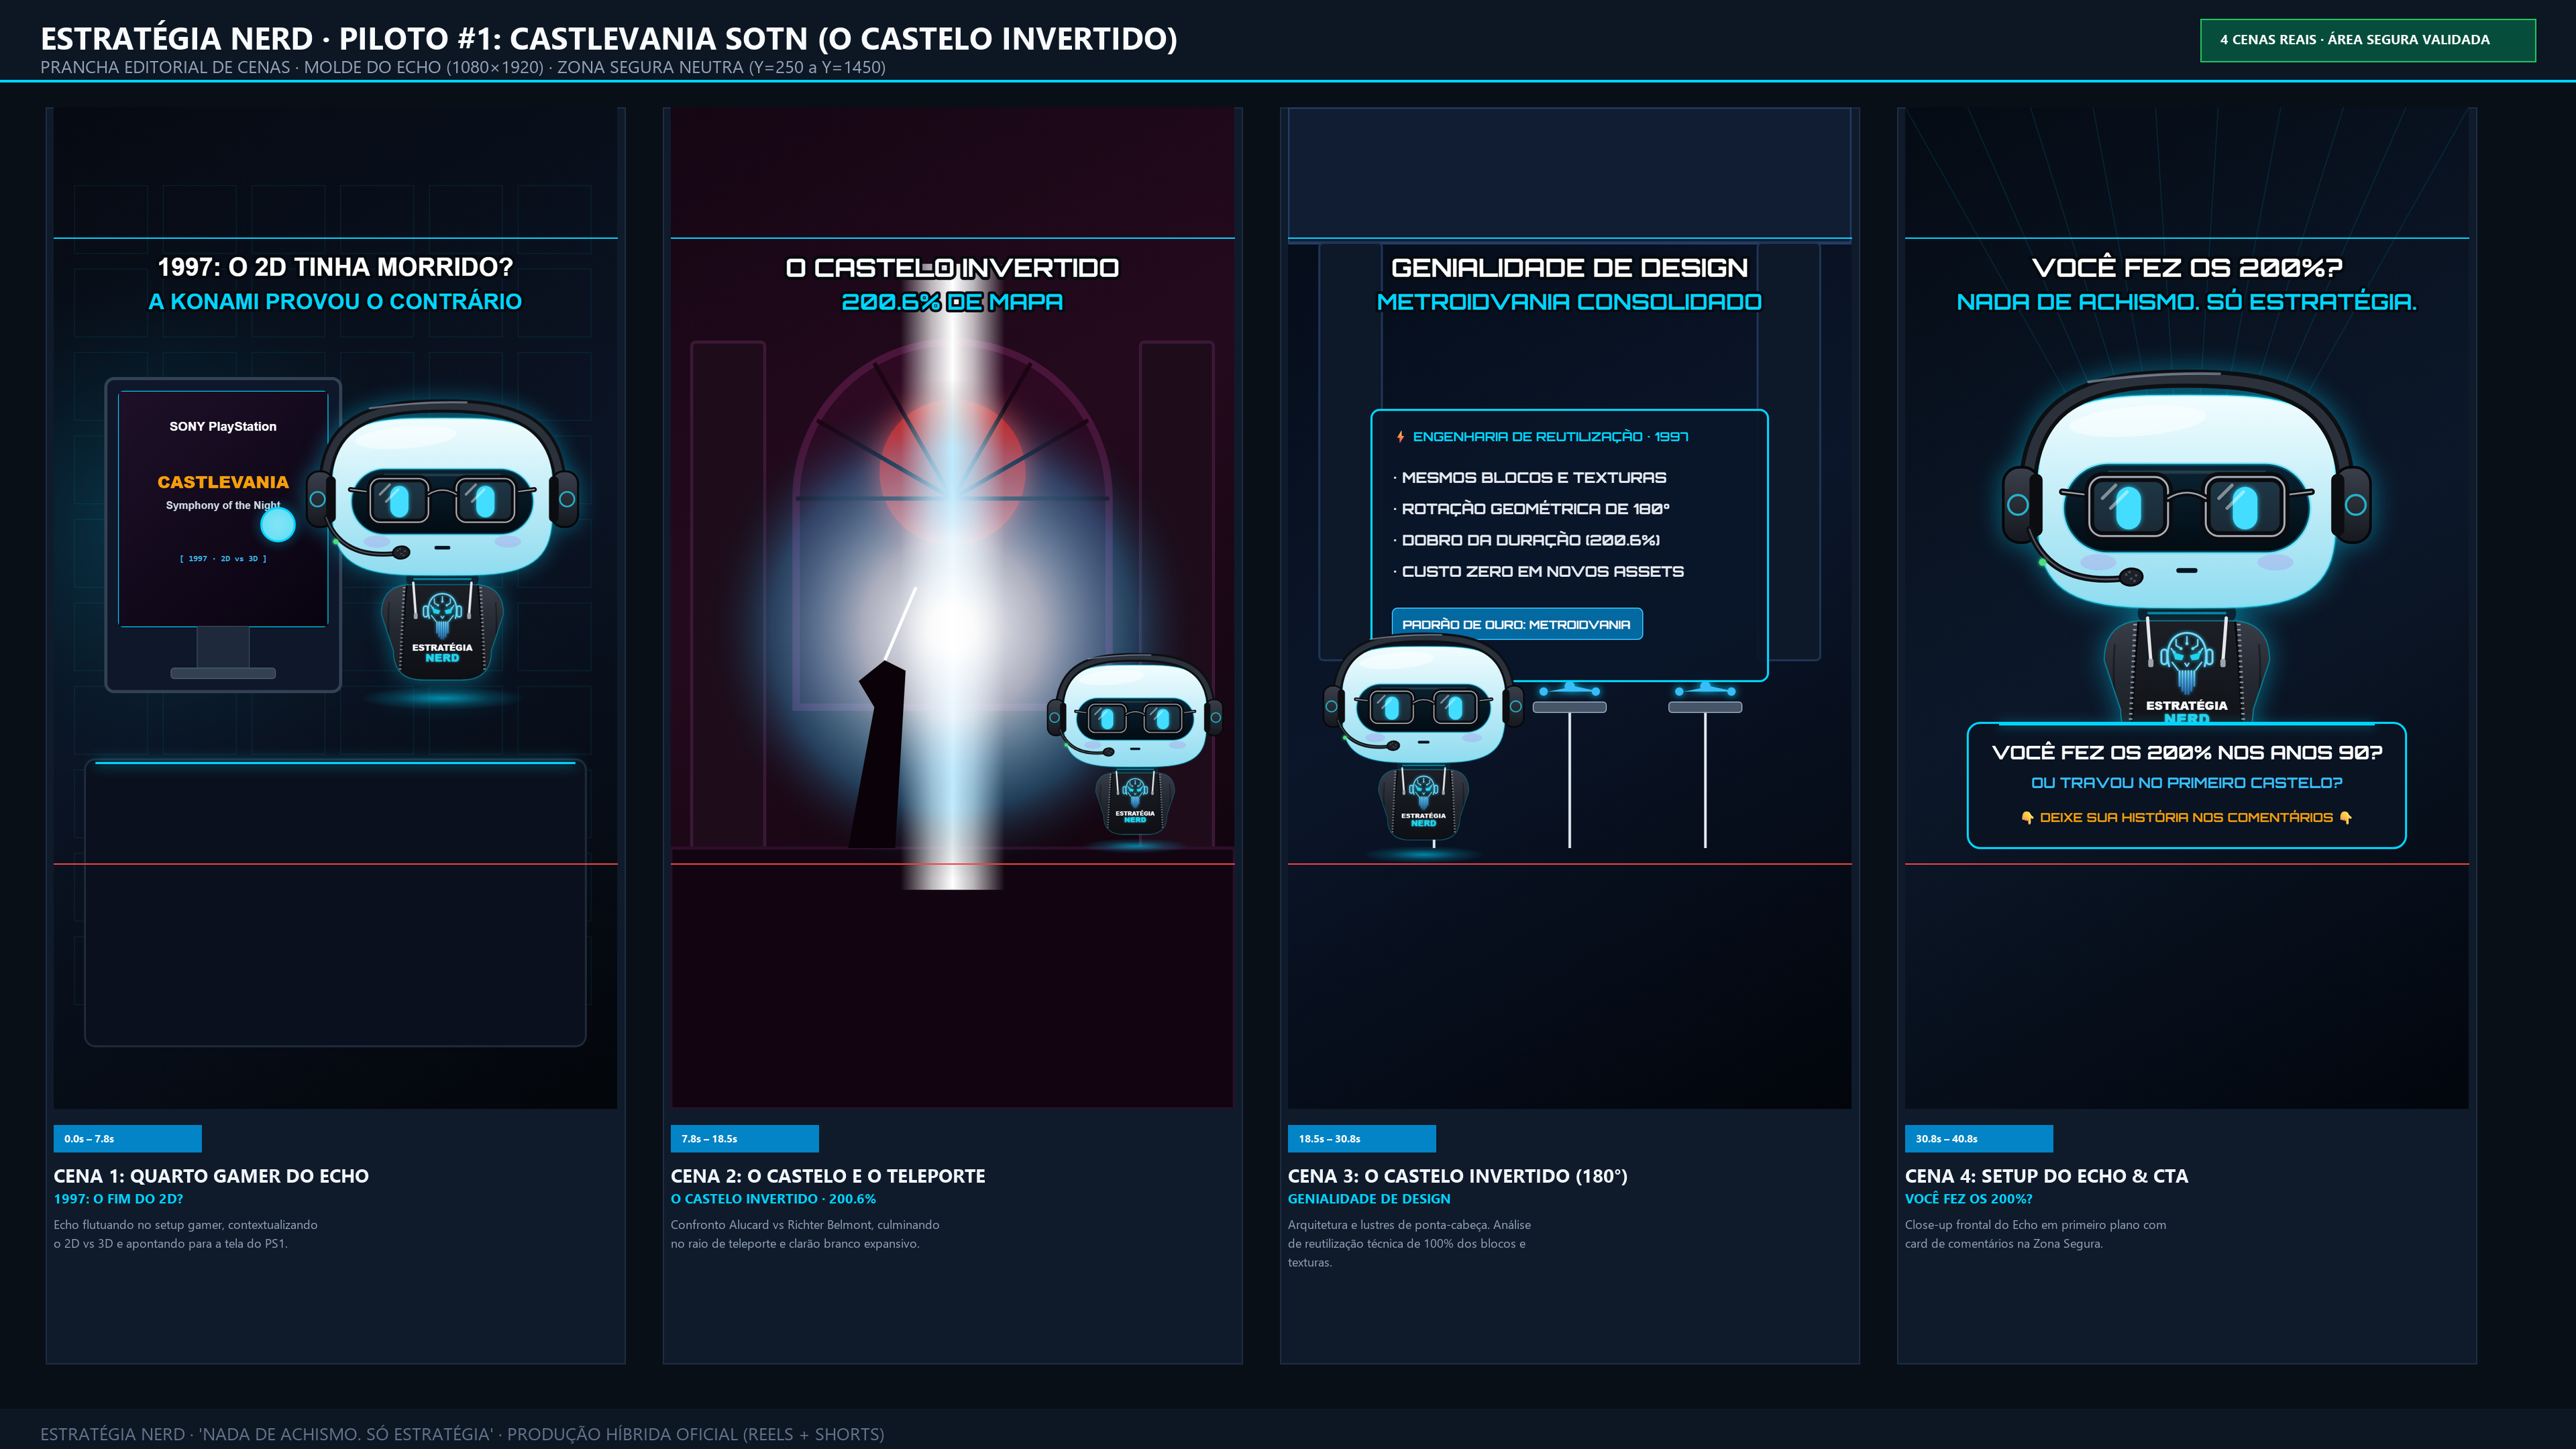 ESTRATÉGIA NERD · PILOTO #1: CASTLEVANIA SOTN (O CASTELO INVERTIDO)
PRANCHA EDITORIAL DE CENAS · MOLDE DO ECHO (1080×1920) · ZONA SEGURA NEUTRA (Y=250 a Y=1450)
4 CENAS REAIS · ÁREA SEGURA VALIDADA
1997: O 2D TINHA MORRIDO?
A KONAMI PROVOU O CONTRÁRIO
SONY PlayStation
CASTLEVANIA
Symphony of the Night
[ 1997 · 2D vs 3D ]
ESTRATÉGIA
NERD
0.0s – 7.8s
CENA 1: QUARTO GAMER DO ECHO
1997: O FIM DO 2D?
Echo flutuando no setup gamer, contextualizando
o 2D vs 3D e apontando para a tela do PS1.
O CASTELO INVERTIDO
200.6% DE MAPA
ESTRATÉGIA
NERD
7.8s – 18.5s
CENA 2: O CASTELO E O TELEPORTE
O CASTELO INVERTIDO · 200.6%
Confronto Alucard vs Richter Belmont, culminando
no raio de teleporte e clarão branco expansivo.
GENIALIDADE DE DESIGN
METROIDVANIA CONSOLIDADO
⚡ ENGENHARIA DE REUTILIZAÇÃO · 1997
· MESMOS BLOCOS E TEXTURAS
· ROTAÇÃO GEOMÉTRICA DE 180°
· DOBRO DA DURAÇÃO (200.6%)
· CUSTO ZERO EM NOVOS ASSETS
PADRÃO DE OURO: METROIDVANIA
ESTRATÉGIA
NERD
18.5s – 30.8s
CENA 3: O CASTELO INVERTIDO (180°)
GENIALIDADE DE DESIGN
Arquitetura e lustres de ponta-cabeça. Análise
de reutilização técnica de 100% dos blocos e
texturas.
VOCÊ FEZ OS 200%?
NADA DE ACHISMO. SÓ ESTRATÉGIA.
ESTRATÉGIA
NERD
VOCÊ FEZ OS 200% NOS ANOS 90?
OU TRAVOU NO PRIMEIRO CASTELO?
👇 DEIXE SUA HISTÓRIA NOS COMENTÁRIOS 👇
30.8s – 40.8s
CENA 4: SETUP DO ECHO & CTA
VOCÊ FEZ OS 200%?
Close-up frontal do Echo em primeiro plano com
card de comentários na Zona Segura.
ESTRATÉGIA NERD · 'NADA DE ACHISMO. SÓ ESTRATÉGIA' · PRODUÇÃO HÍBRIDA OFICIAL (REELS + SHORTS)